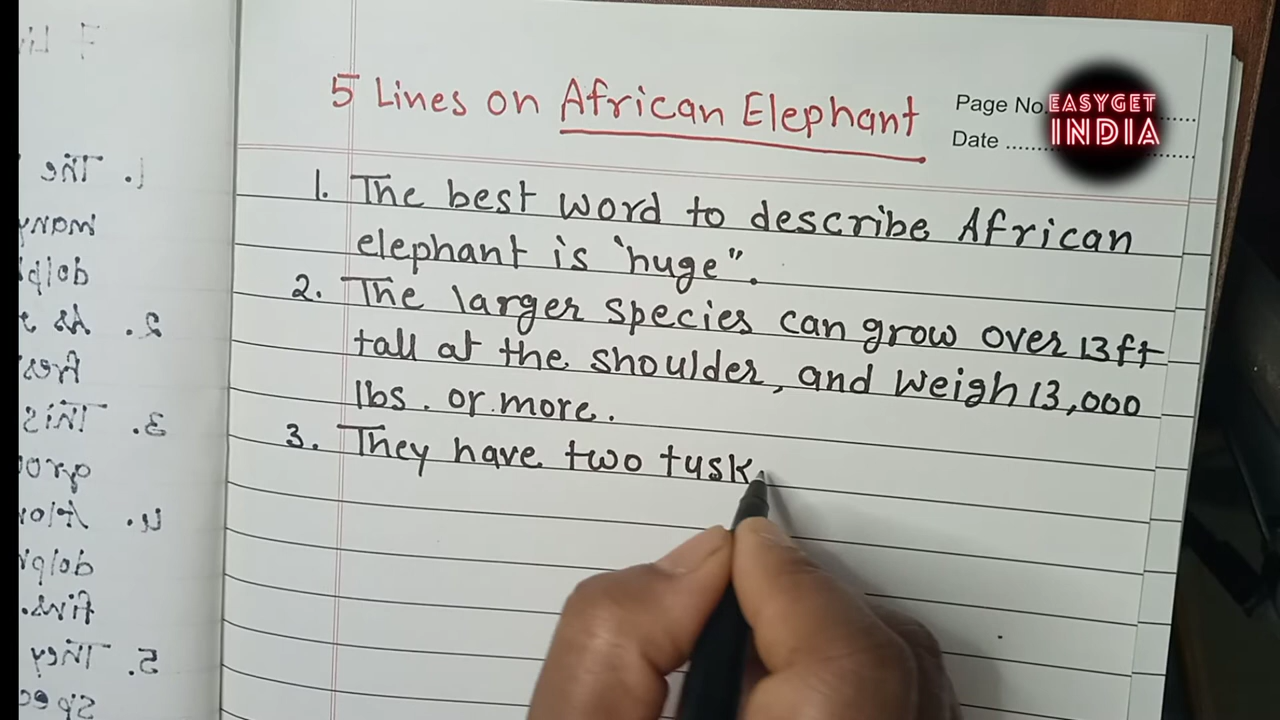 5 Lines on African Elephant
Page No.
Date
EASYGET
INDIA
1. The best word to describe African
elephant is "huge".
2. The larger species can grow over 13ft
tall at the shoulder, and weigh 13,000
lbs. or more.
3. They have two tusk